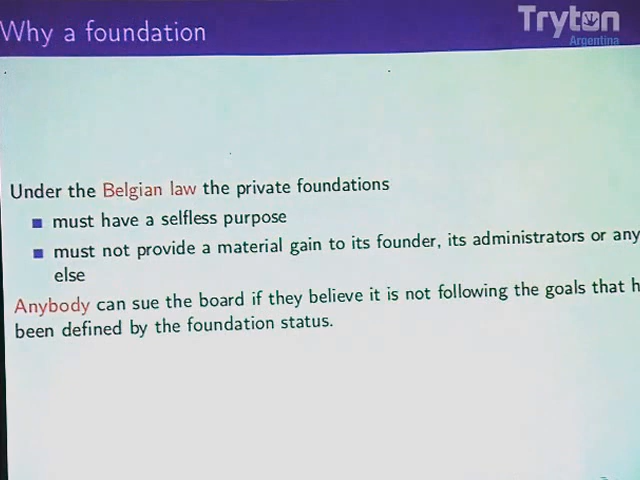 Why a foundation
Tryton
Argentina
Under the Belgian law the private foundations
must have a selfless purpose
must not provide a material gain to its founder, its administrators or any
else
Anybody can sue the board if they believe it is not following the goals that h
been defined by the foundation status.